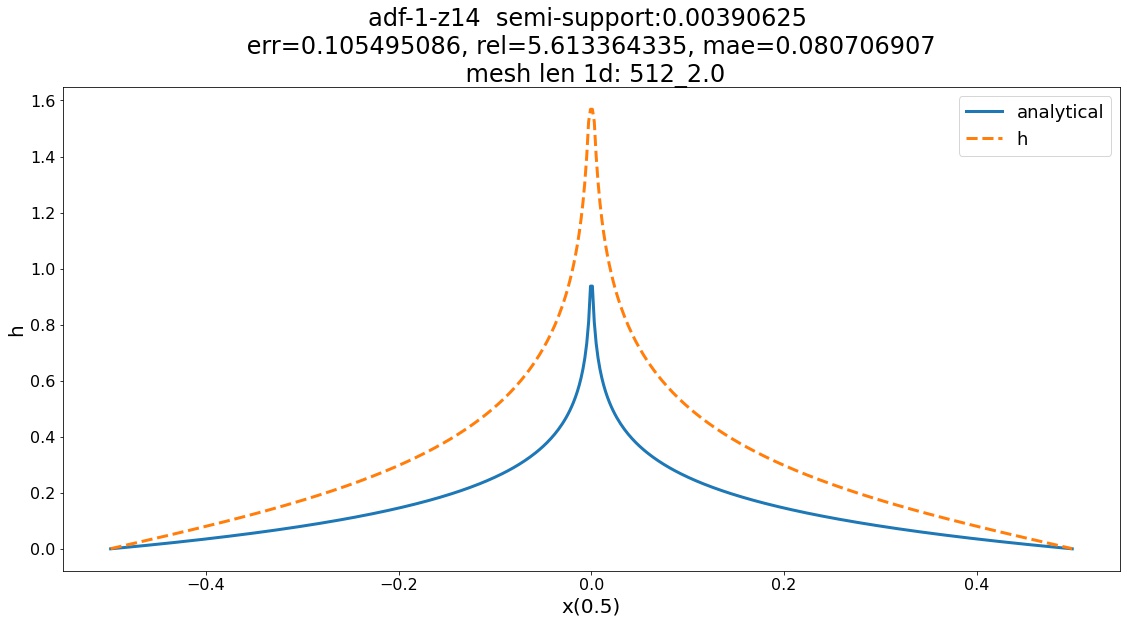 adf-1-z14  semi-support:0.00390625
err=0.105495086, rel=5.613364335, mae=0.080706907
mesh len 1d: 512_2.0
analytical
h
1.6
1.4
1.2
1.0
0.8
0.6
0.4
0.2
0.0
h
−0.4
−0.2
0.0
0.2
0.4
x(0.5)